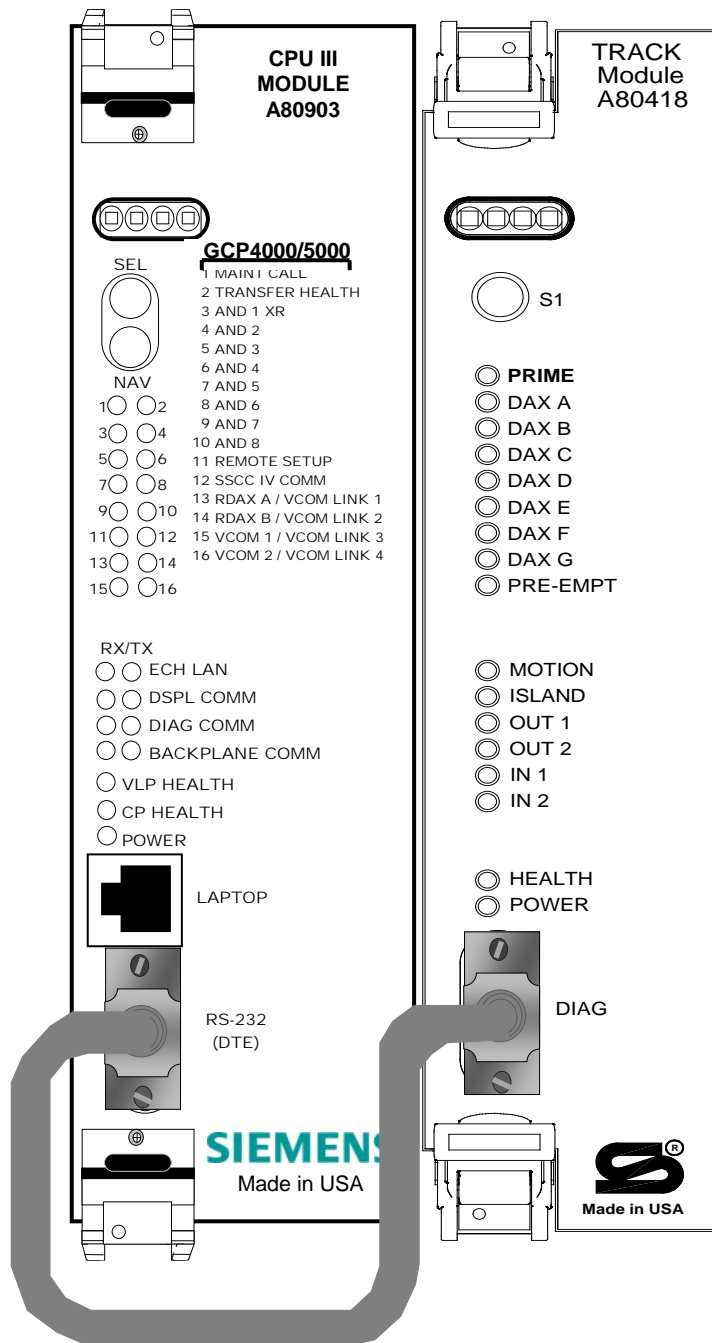 CPU III
MODULE
A80903
GCP4000/5000
SEL
NAV
1 MAINT CALL
2 TRANSFER HEALTH
3 AND 1 XR
4 AND 2
5 AND 3
6 AND 4
7 AND 5
8 AND 6
9 AND 7
10 AND 8
11 REMOTE SETUP
12 SSCC IV COMM
13 RDAX A / VCOM LINK 1
14 RDAX B / VCOM LINK 2
15 VCOM 1 / VCOM LINK 3
16 VCOM 2 / VCOM LINK 4
1 2
3 4
5 6
7 8
9 10
11 12
13 14
15 16
RX/TX
ECH LAN
DSPL COMM
DIAG COMM
BACKPLANE COMM
VLP HEALTH
CP HEALTH
POWER
LAPTOP
RS-232
(DTE)
SIEMENS
Made in USA
TRACK
Module
A80418
S1
PRIME
DAX A
DAX B
DAX C
DAX D
DAX E
DAX F
DAX G
PRE-EMPT
MOTION
ISLAND
OUT 1
OUT 2
IN 1
IN 2
HEALTH
POWER
DIAG
®
Made in USA